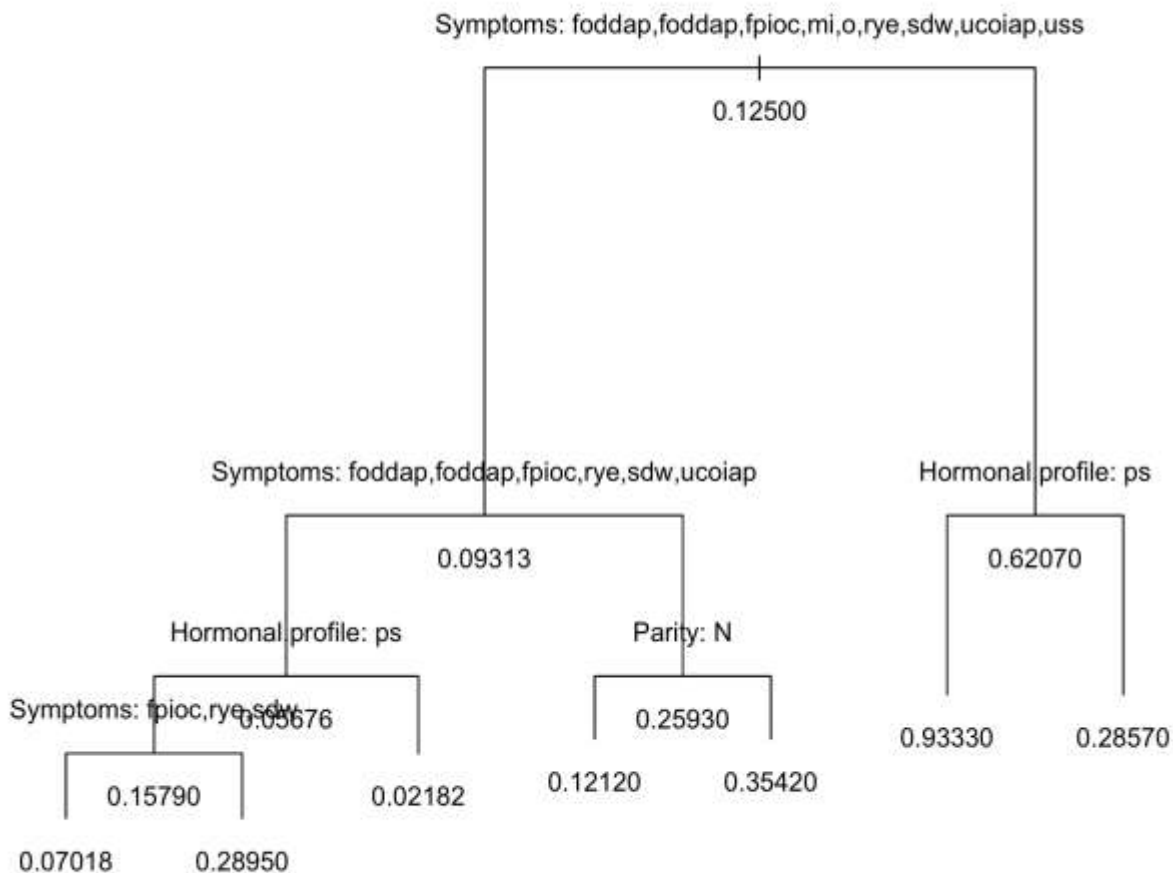 Symptoms: foddap,foddap,fpioc,mi,o,rye,sdw,ucoiap,uss
0.12500
Symptoms: foddap,foddap,fpioc,rye,sdw,ucoiap
Hormonal profile: ps
0.09313
0.62070
Hormonal profile: ps
Parity: N
Symptoms: fpioc,rye,sdw
0.05676
0.25930
0.93330
0.28570
0.15790
0.02182
0.12120
0.35420
0.07018
0.28950